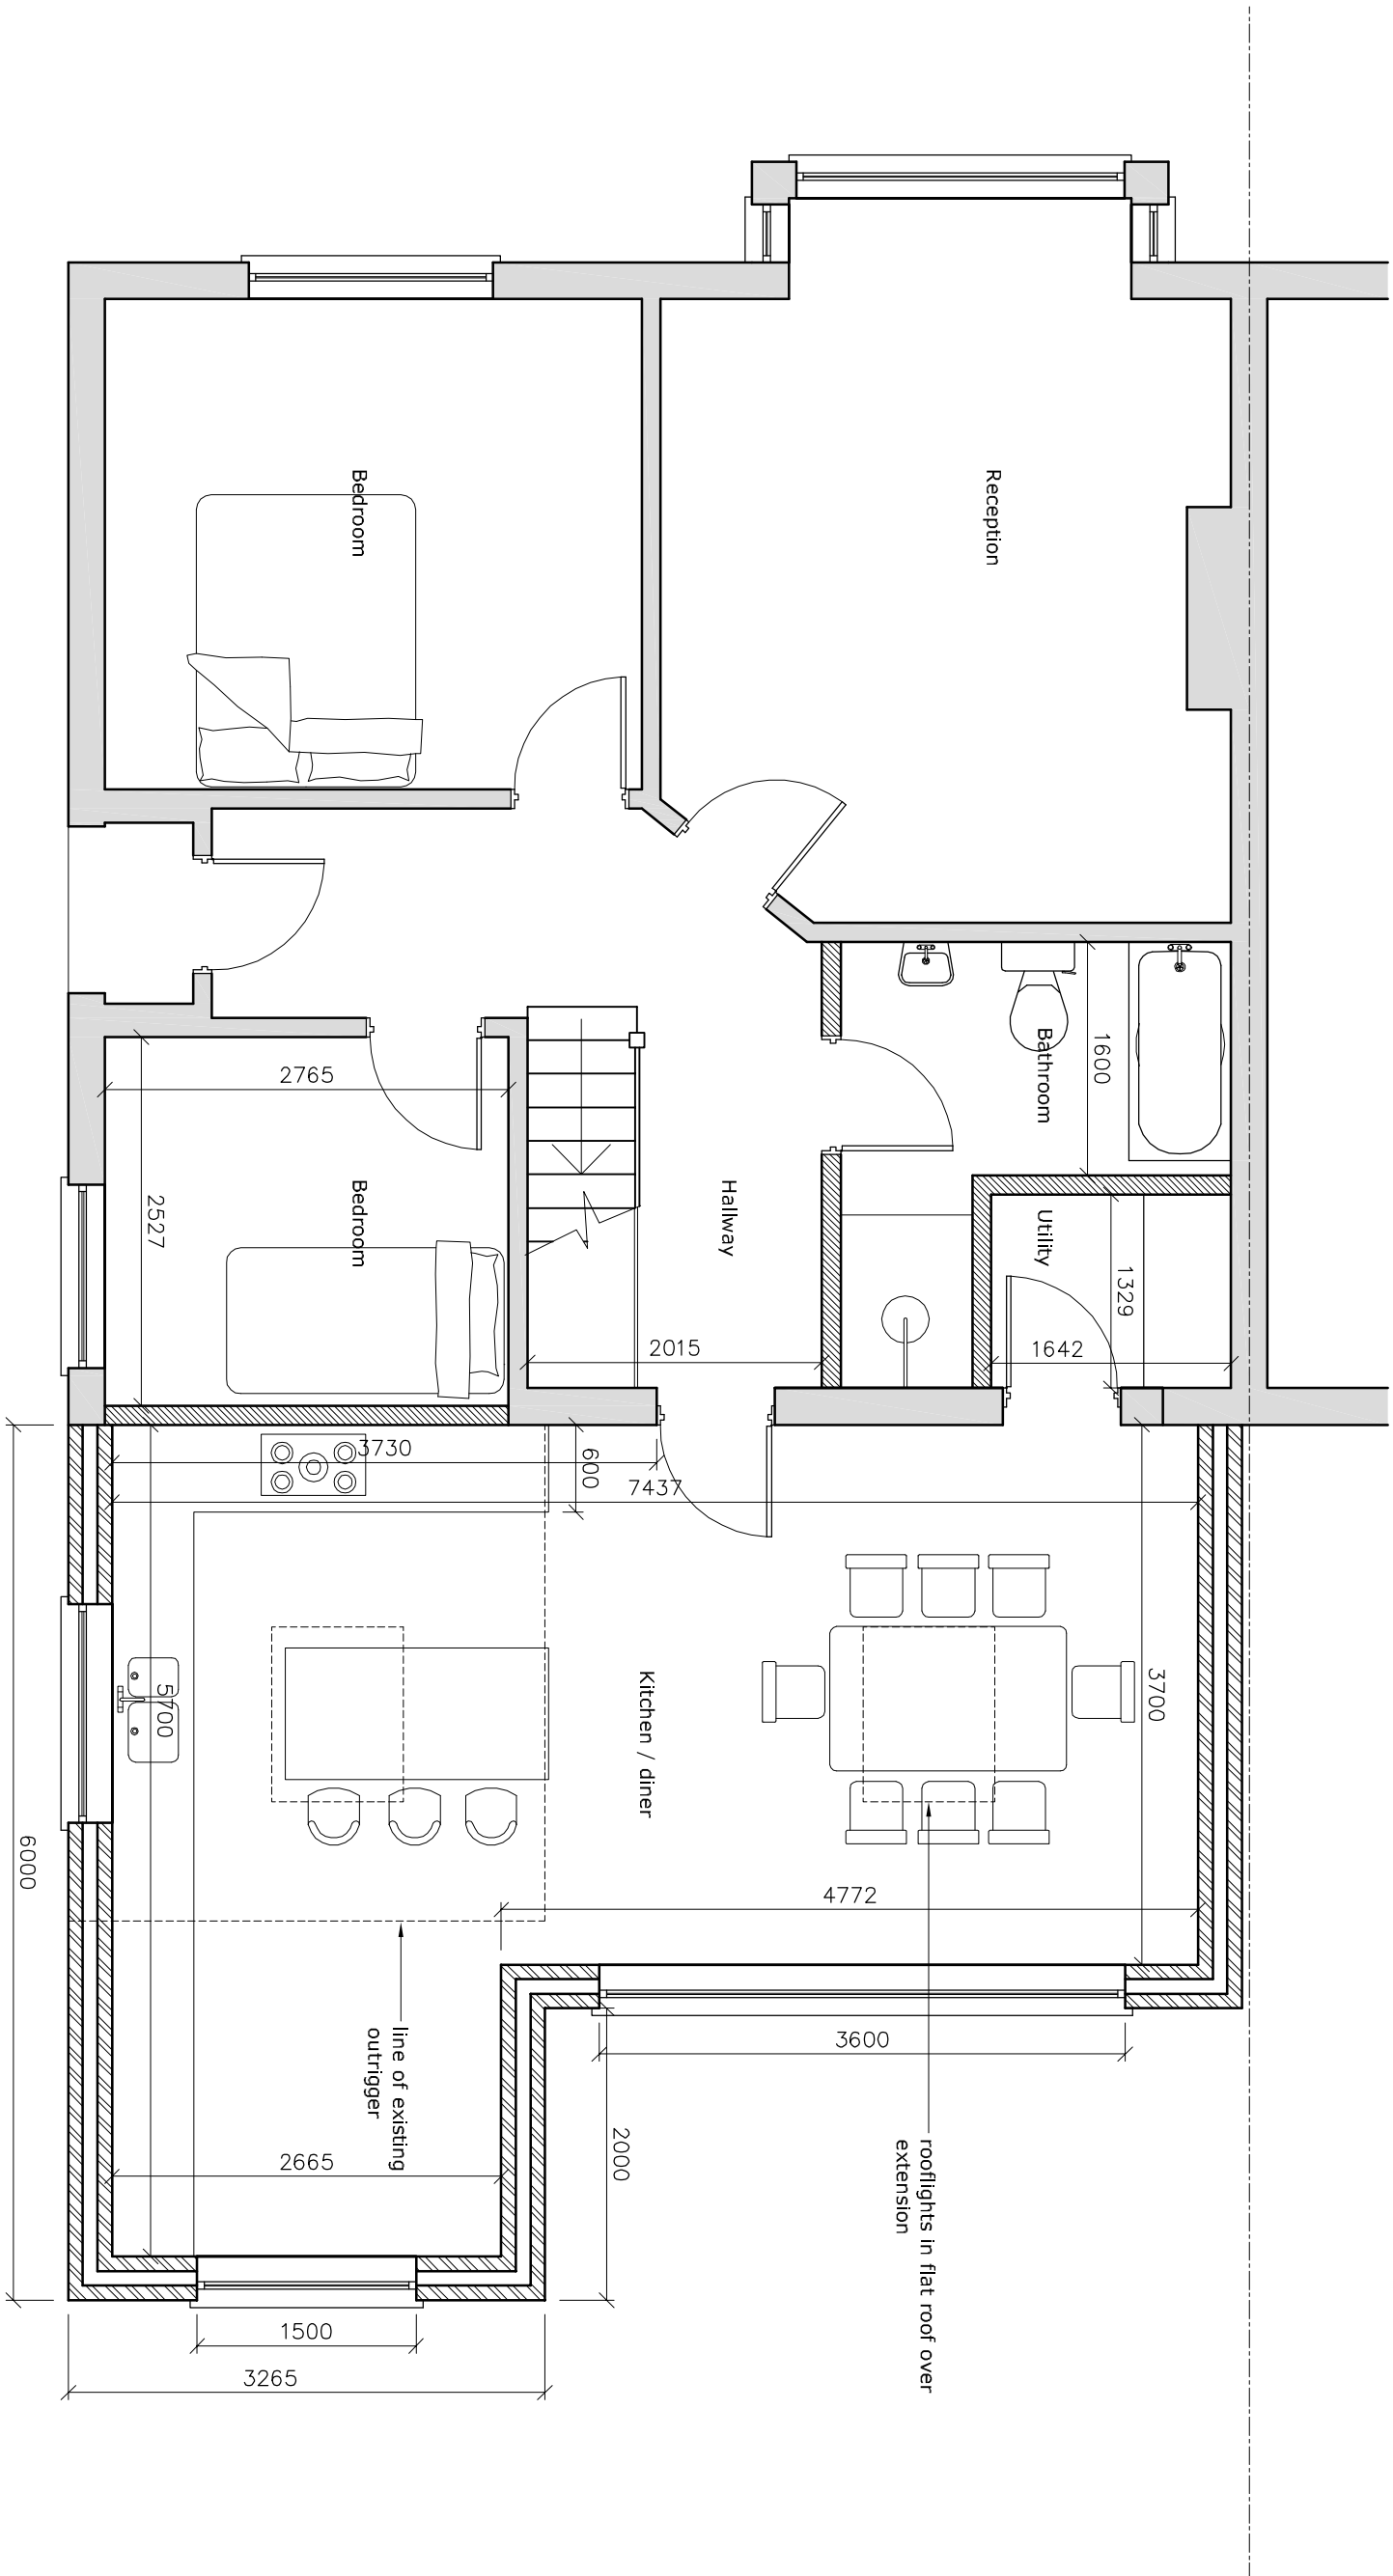 Reception
Bedroom
Bathroom
1600
Utility
1329
1642
Hallway
2015
2765
2527
Bedroom
3730
600
7437
3700
Kitchen / diner
5700
4772
6000
3600
2000
2665
line of existing
outrigger
rooflights in flat roof over
extension
1500
3265